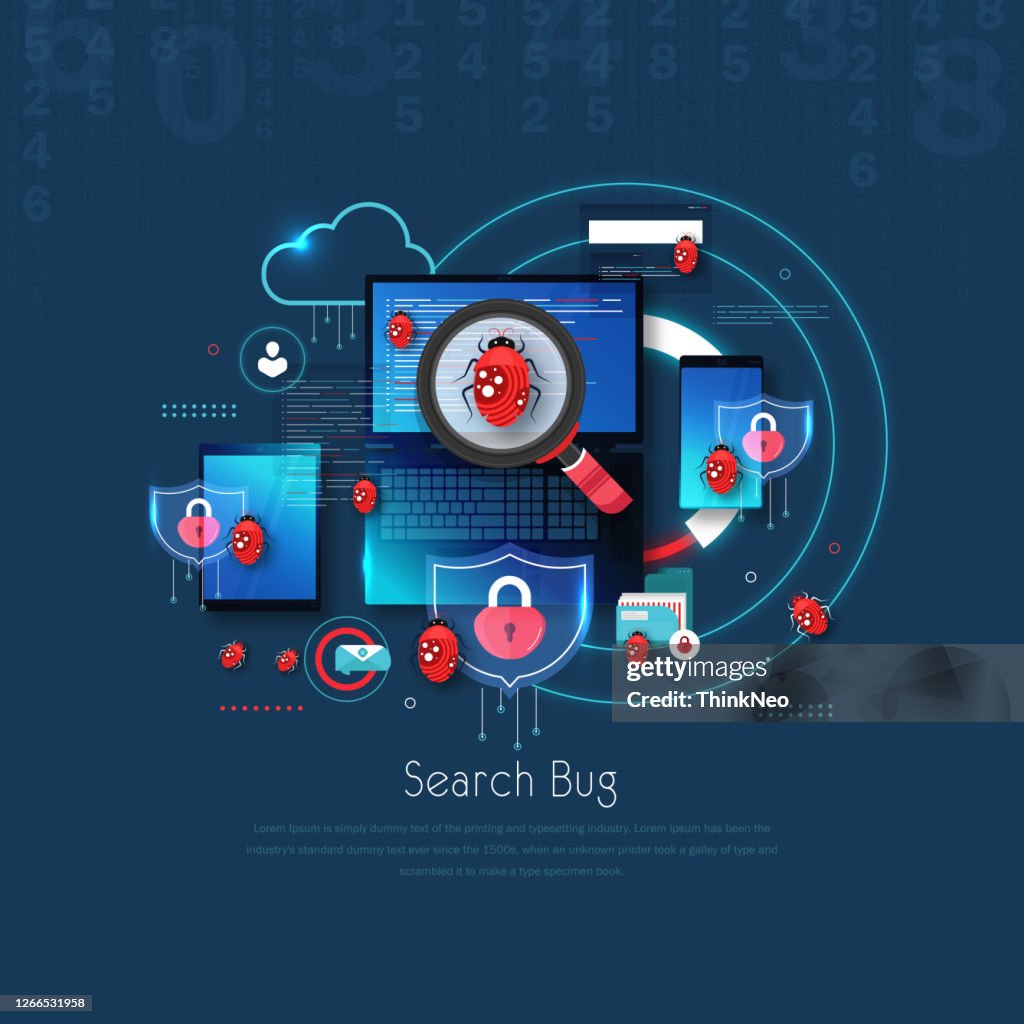 gettyimages
Credit: ThinkNeo
Search Bug
Lorem Ipsum is simply dummy text of the printing and typesetting industry. Lorem Ipsum has been the
industry's standard dummy text ever since the 1500s, when an unknown printer took a galley of type and
scrambled it to make a type specimen book.
1266531958